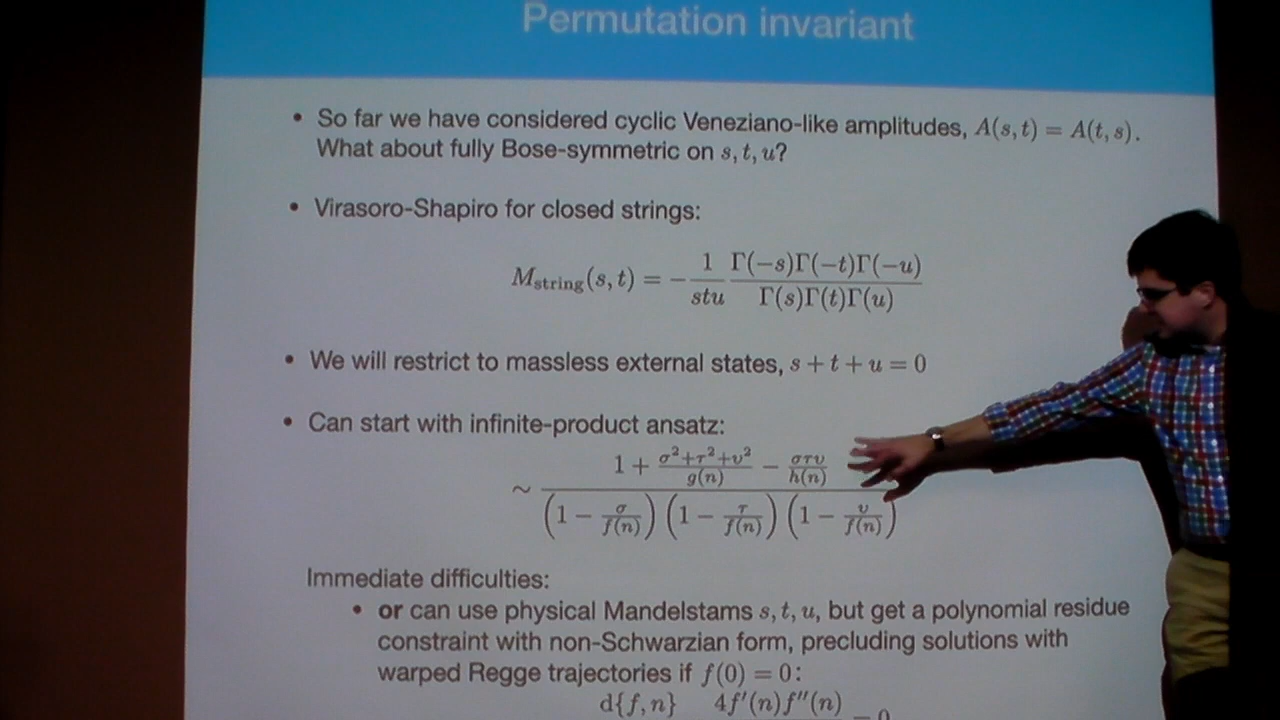 Permutation invariant
• So far we have considered cyclic Veneziano-like amplitudes, A(s,t) = A(t,s).
What about fully Bose-symmetric on s,t,u?
• Virasoro-Shapiro for closed strings:
M_string(s,t) = −(1/stu) Γ(−s)Γ(−t)Γ(−u) / Γ(s)Γ(t)Γ(u)
• We will restrict to massless external states, s + t + u = 0
• Can start with infinite-product ansatz:
∼ (1 + (σ²+τ²+υ²)/g(n) − στυ/h(n)) / ((1 − σ/f(n)) (1 − τ/f(n)) (1 − υ/f(n)))
Immediate difficulties:
• or can use physical Mandelstams s,t,u, but get a polynomial residue
constraint with non-Schwarzian form, precluding solutions with
warped Regge trajectories if f(0) = 0:
d{f,n} 4f′(n)f″(n) = 0